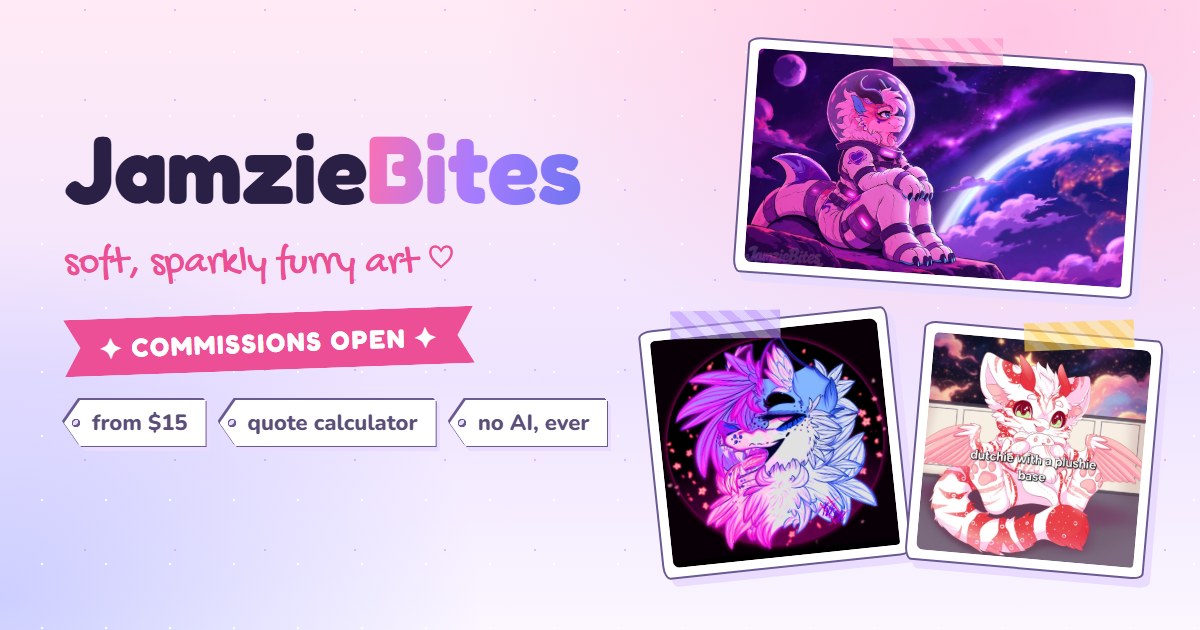 JamzieBites
soft, sparkly furry art ♡
✦ COMMISSIONS OPEN ✦
from $15
quote calculator
no AI, ever
JamzieBites
dutchie with a plushie
base